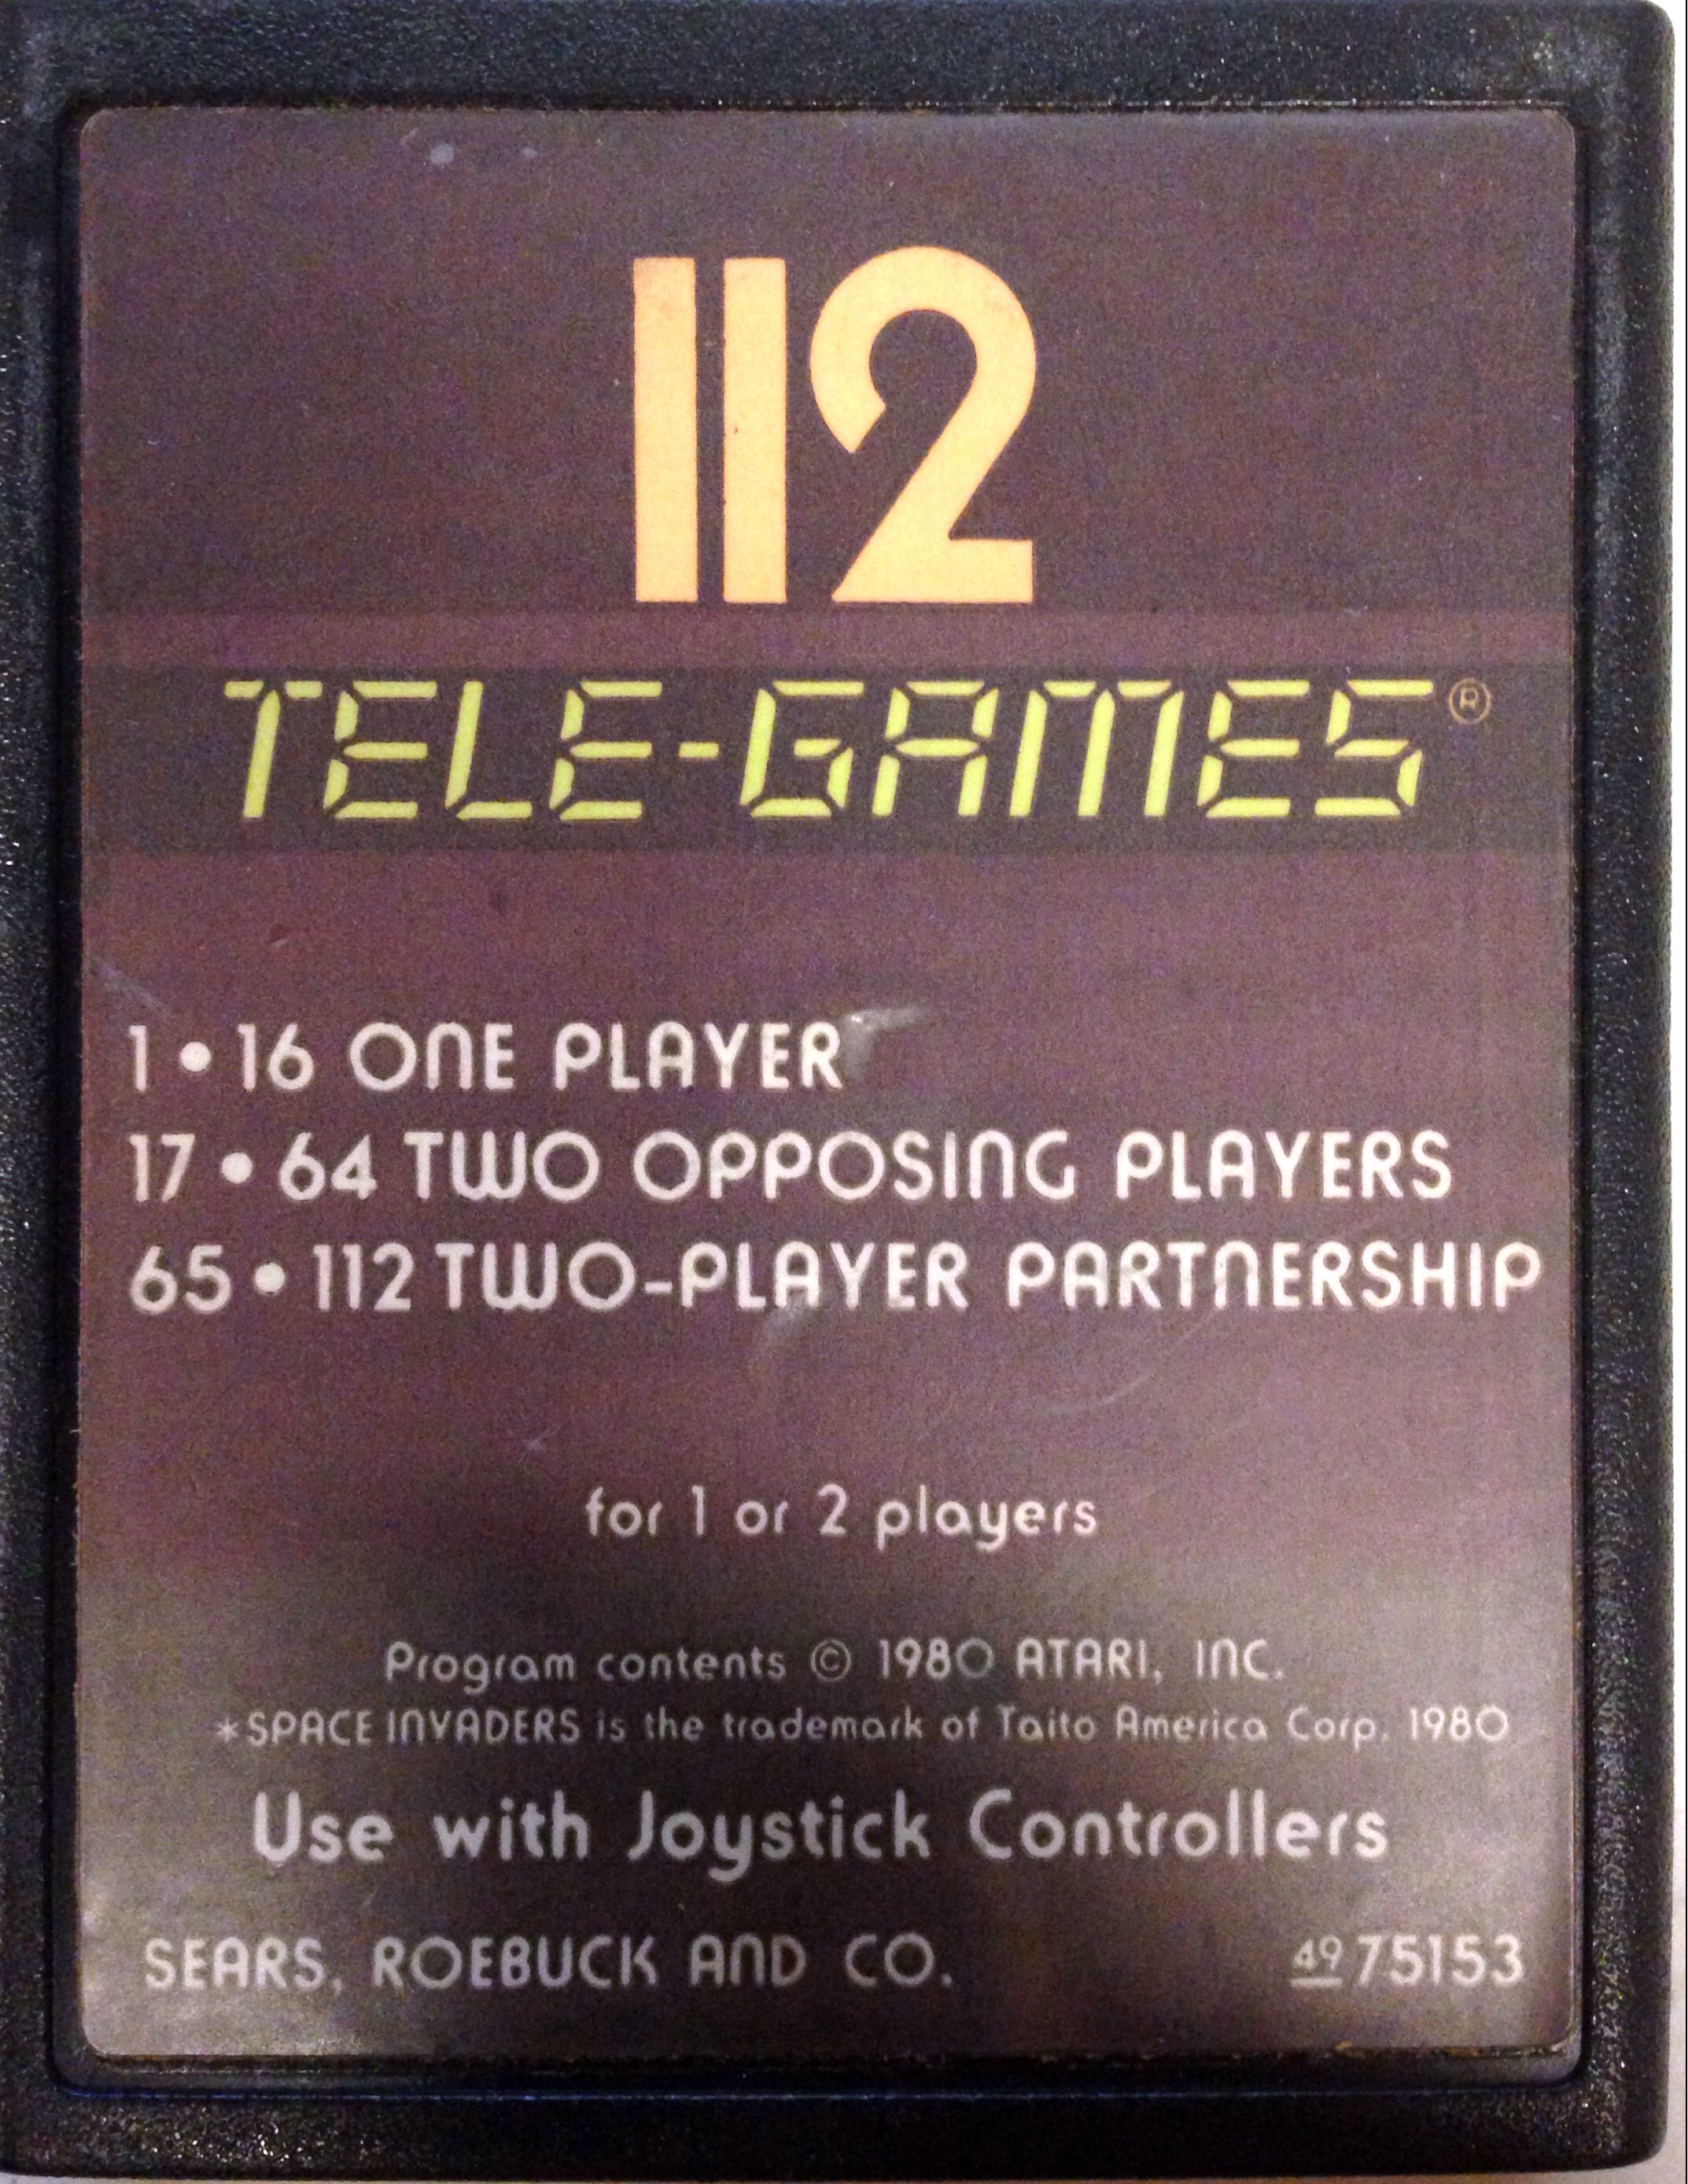 112
TELE-GAMES®
1 • 16 ONE PLAYER
17 • 64 TWO OPPOSING PLAYERS
65 • 112 TWO-PLAYER PARTNERSHIP
for 1 or 2 players
Program contents © 1980 ATARI, INC.
*SPACE INVADERS is the trademark of Taito America Corp. 1980
Use with Joystick Controllers
SEARS, ROEBUCK AND CO. 49 75153